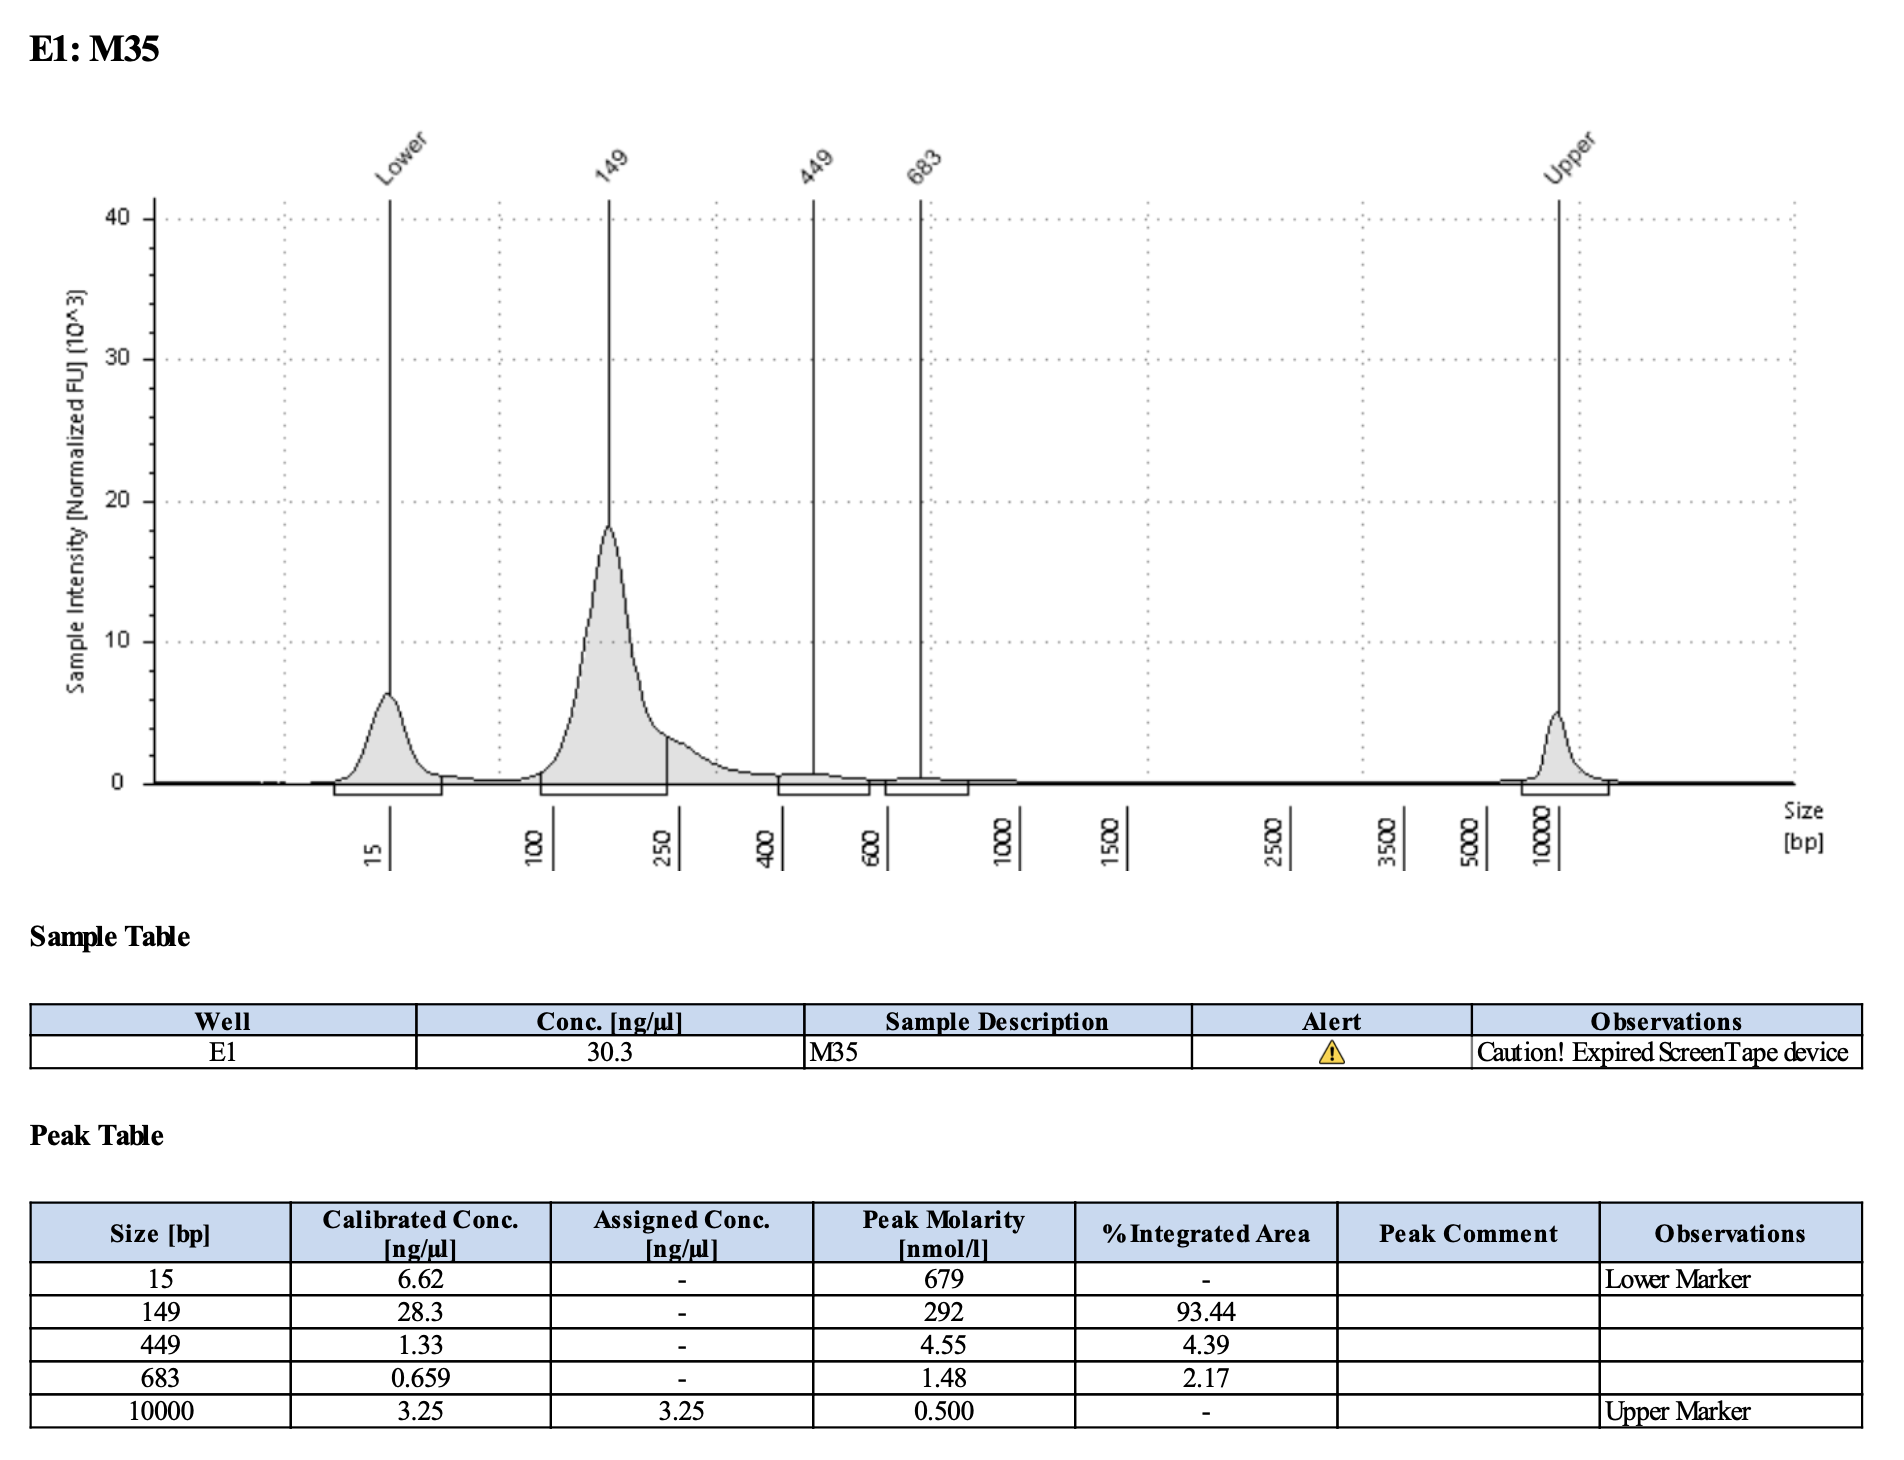 E1: M35
Lower 149 449 683 Upper
Sample Intensity [Normalized FU] (10^3)
40
30
20
10
0
15 100 250 400 600 1000 1500 2500 3500 5000 10000
Size
[bp]
Sample Table
Well Conc. [ng/µl] Sample Description Alert Observations
E1 30.3 M35 Caution! Expired ScreenTape device
Peak Table
Size [bp] Calibrated Conc. [ng/µl] Assigned Conc. [ng/µl] Peak Molarity [nmol/l] % Integrated Area Peak Comment Observations
15 6.62 - 679 - Lower Marker
149 28.3 - 292 93.44
449 1.33 - 4.55 4.39
683 0.659 - 1.48 2.17
10000 3.25 3.25 0.500 - Upper Marker